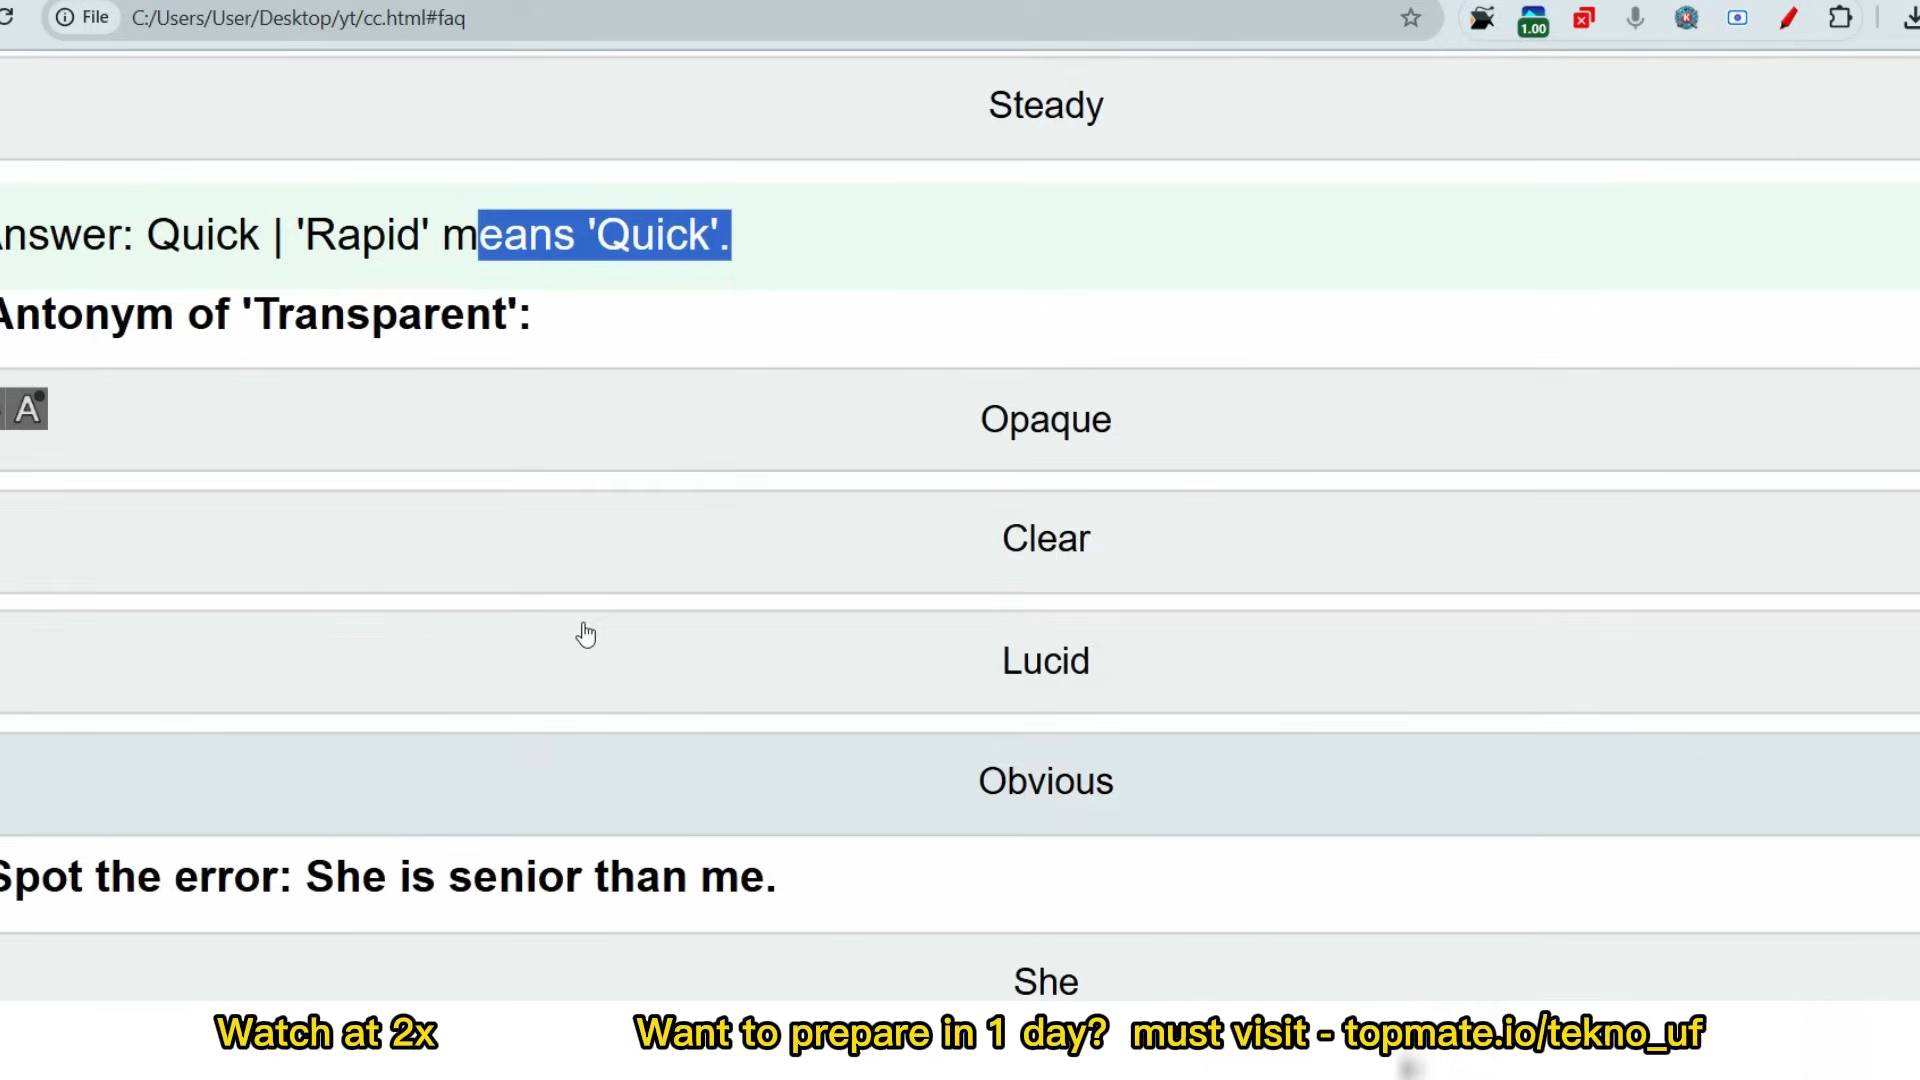 File C:/Users/User/Desktop/yt/cc.html#faq
1.00
Steady
nswer: Quick | 'Rapid' means 'Quick'.
Antonym of 'Transparent':
A
Opaque
Clear
Lucid
Obvious
Spot the error: She is senior than me.
She
Watch at 2x Want to prepare in 1 day? must visit - topmate.io/tekno_uf